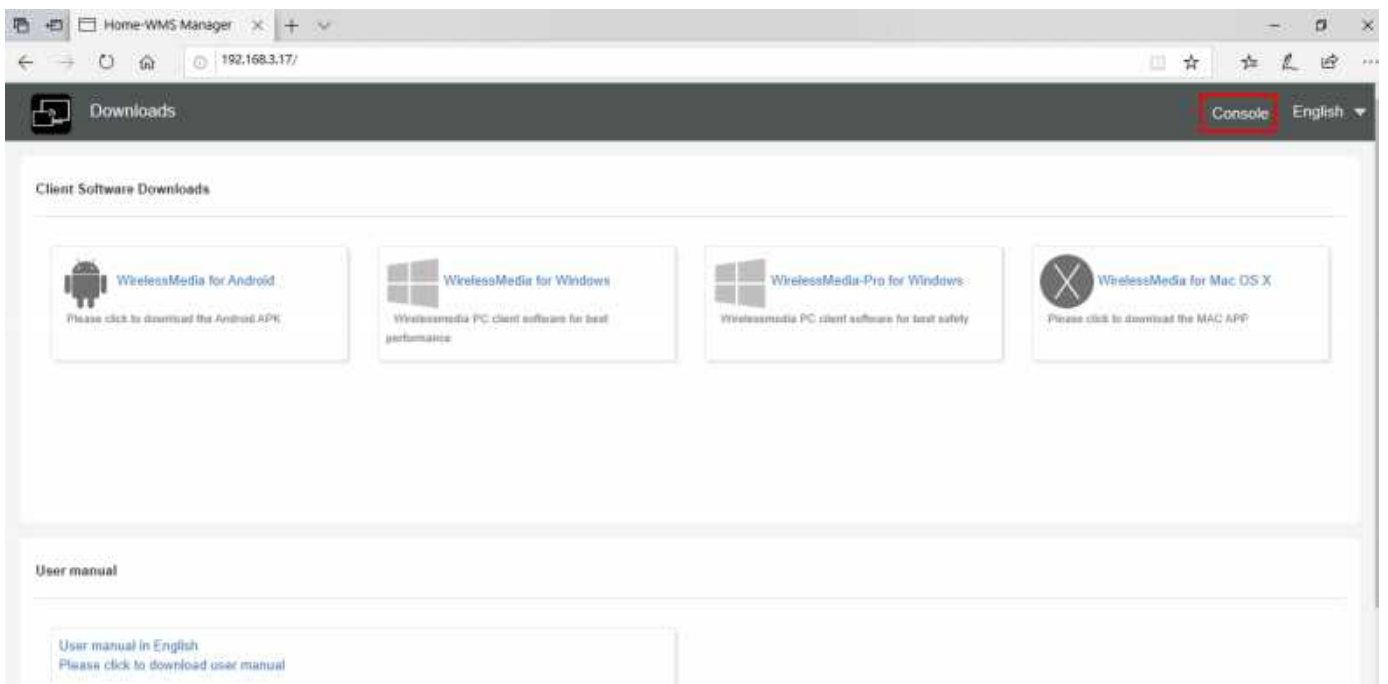 Home-WMS Manager
192.168.3.17/
Downloads
Console
English
Client Software Downloads
WirelessMedia for Android
Please click to download the Android APK
WirelessMedia for Windows
Wirelessmedia PC client software for best
performance
WirelessMedia-Pro for Windows
Wirelessmedia PC client software for best safety
WirelessMedia for Mac OS X
Please click to download the MAC APP
User manual
User manual in English
Please click to download user manual